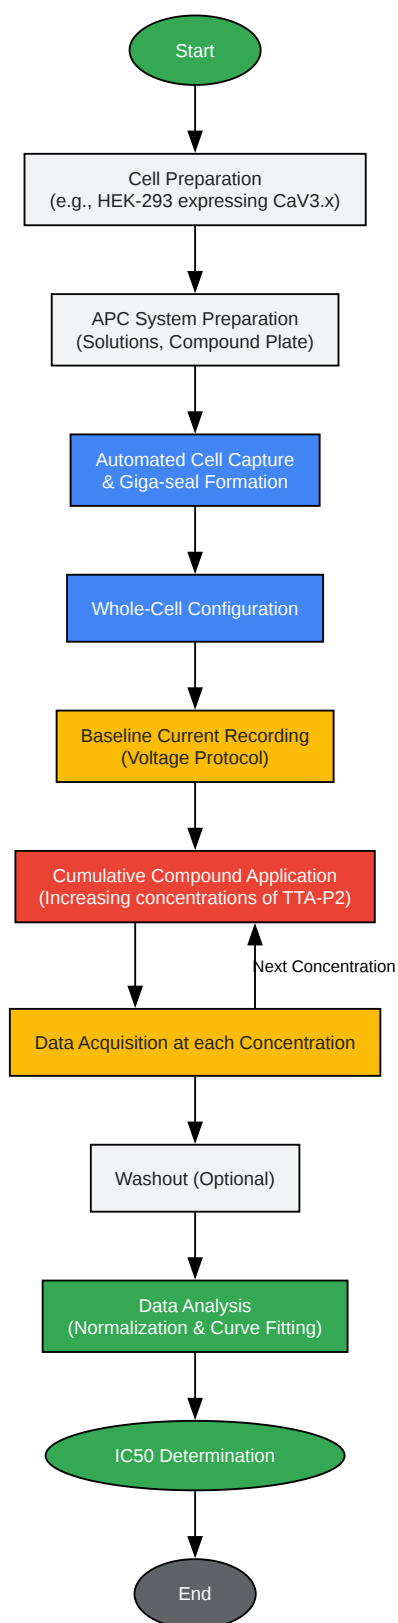 Start
Cell Preparation
(e.g., HEK-293 expressing CaV3.x)
APC System Preparation
(Solutions, Compound Plate)
Automated Cell Capture
& Giga-seal Formation
Whole-Cell Configuration
Baseline Current Recording
(Voltage Protocol)
Cumulative Compound Application
(Increasing concentrations of TTA-P2)
Next Concentration
Data Acquisition at each Concentration
Washout (Optional)
Data Analysis
(Normalization & Curve Fitting)
IC50 Determination
End